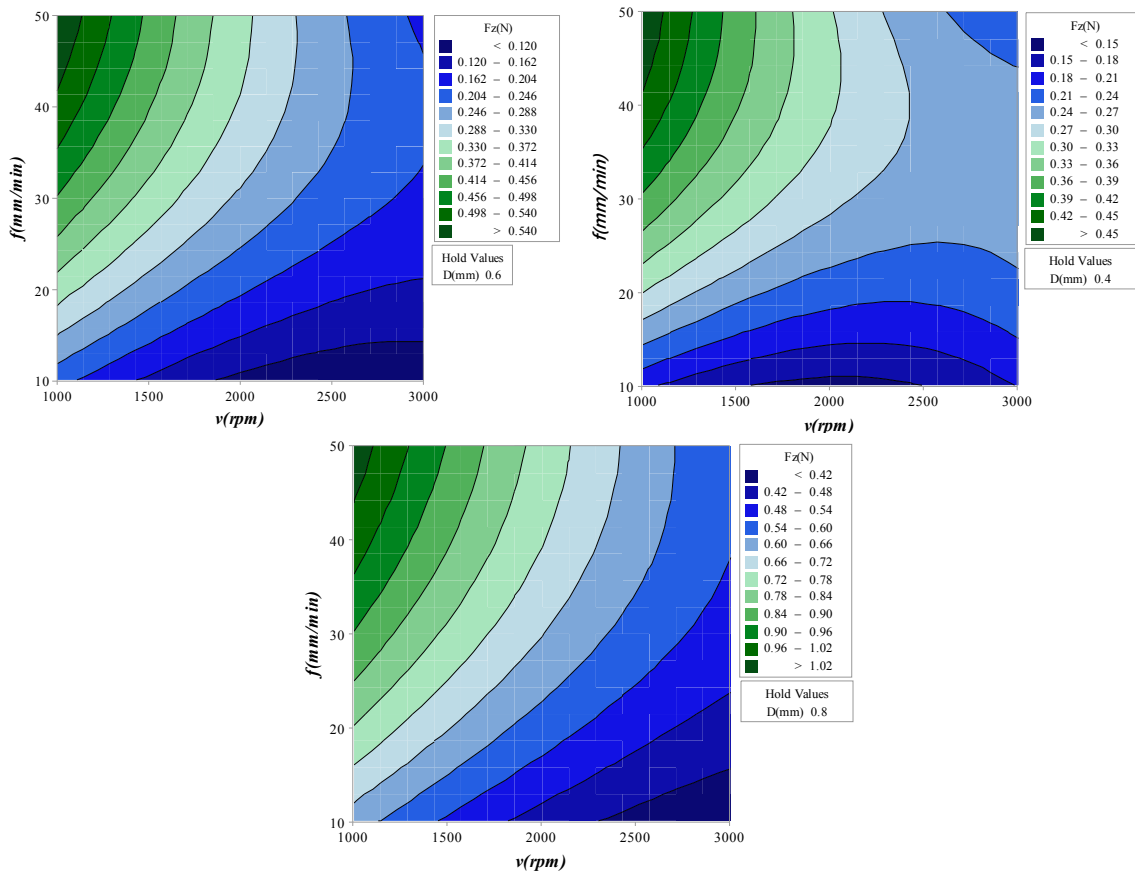 50
40
30
20
10
1000
1500
2000
2500
3000
f(mm/min)
v(rpm)
Fz(N)
< 0.120
0.120 – 0.162
0.162 – 0.204
0.204 – 0.246
0.246 – 0.288
0.288 – 0.330
0.330 – 0.372
0.372 – 0.414
0.414 – 0.456
0.456 – 0.498
0.498 – 0.540
> 0.540
Hold Values
D(mm) 0.6
50
40
30
20
10
1000
1500
2000
2500
3000
f(mm/min)
v(rpm)
Fz(N)
< 0.15
0.15 – 0.18
0.18 – 0.21
0.21 – 0.24
0.24 – 0.27
0.27 – 0.30
0.30 – 0.33
0.33 – 0.36
0.36 – 0.39
0.39 – 0.42
0.42 – 0.45
> 0.45
Hold Values
D(mm) 0.4
50
40
30
20
10
1000
1500
2000
2500
3000
f(mm/min)
v(rpm)
Fz(N)
< 0.42
0.42 – 0.48
0.48 – 0.54
0.54 – 0.60
0.60 – 0.66
0.66 – 0.72
0.72 – 0.78
0.78 – 0.84
0.84 – 0.90
0.90 – 0.96
0.96 – 1.02
> 1.02
Hold Values
D(mm) 0.8